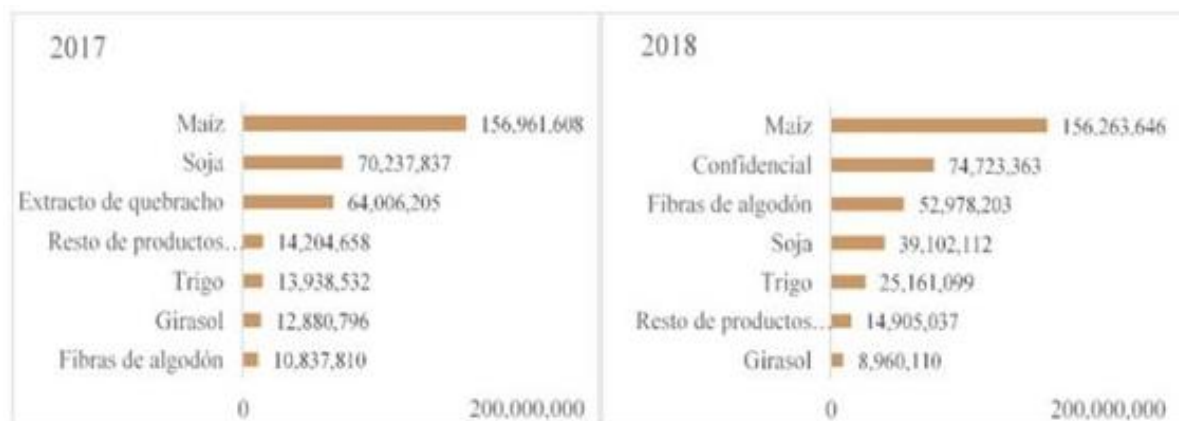 2017
Maíz 156,961,608
Soja 70,237,837
Extracto de quebracho 64,006,205
Resto de productos... 14,204,658
Trigo 13,938,532
Girasol 12,880,796
Fibras de algodón 10,837,810
0 200,000,000
2018
Maíz 156,263,646
Confidencial 74,723,363
Fibras de algodón 52,978,203
Soja 39,102,112
Trigo 25,161,099
Resto de productos... 14,905,037
Girasol 8,960,110
0 200,000,000